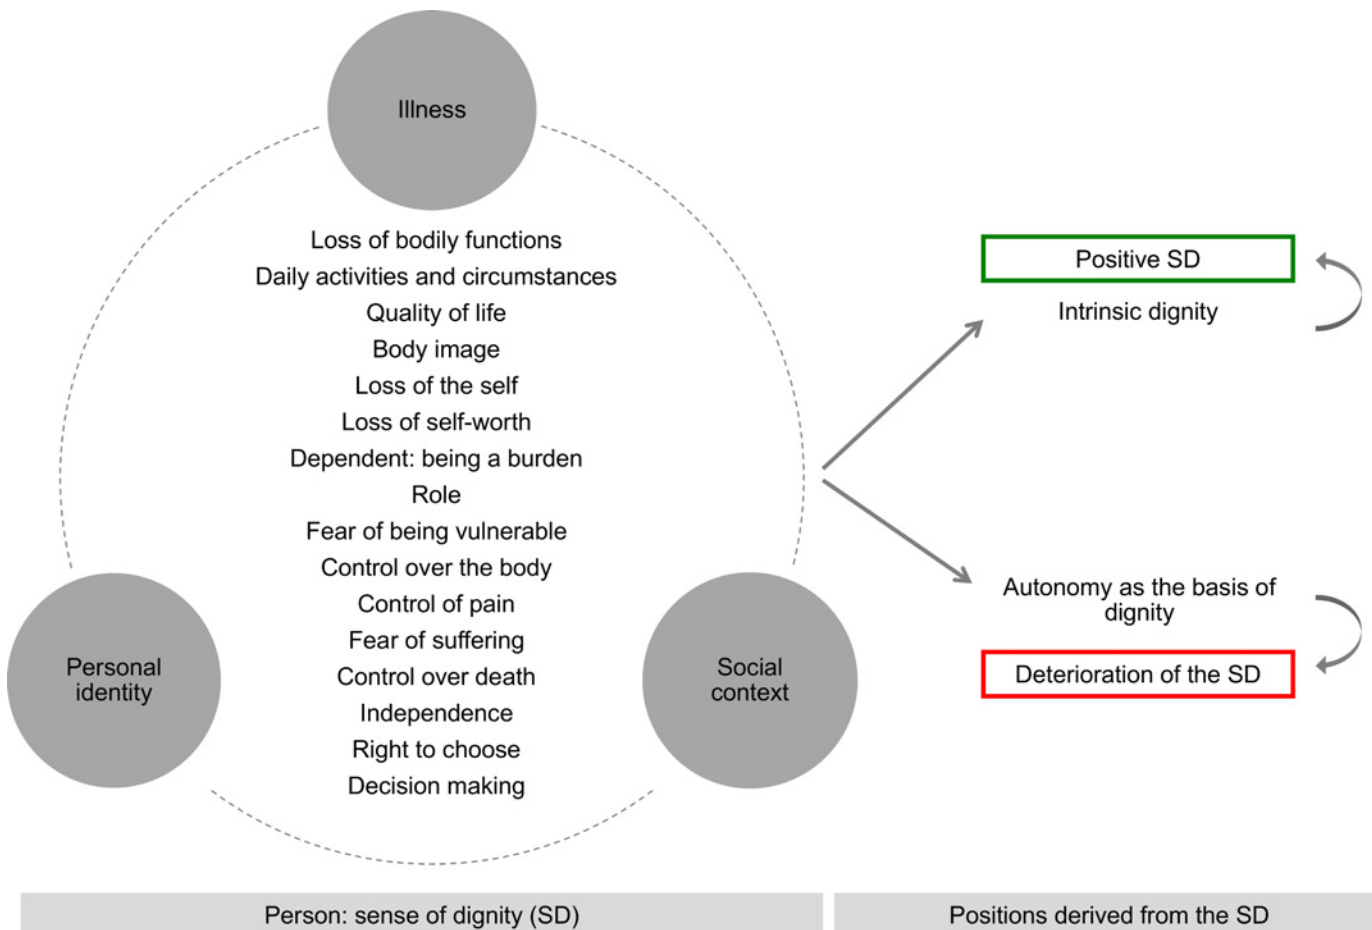 Illness
Loss of bodily functions
Daily activities and circumstances
Quality of life
Body image
Loss of the self
Loss of self-worth
Dependent: being a burden
Role
Fear of being vulnerable
Control over the body
Control of pain
Fear of suffering
Control over death
Independence
Right to choose
Decision making
Personal
identity
Social
context
Positive SD
Intrinsic dignity
Autonomy as the basis of
dignity
Deterioration of the SD
Person: sense of dignity (SD)
Positions derived from the SD